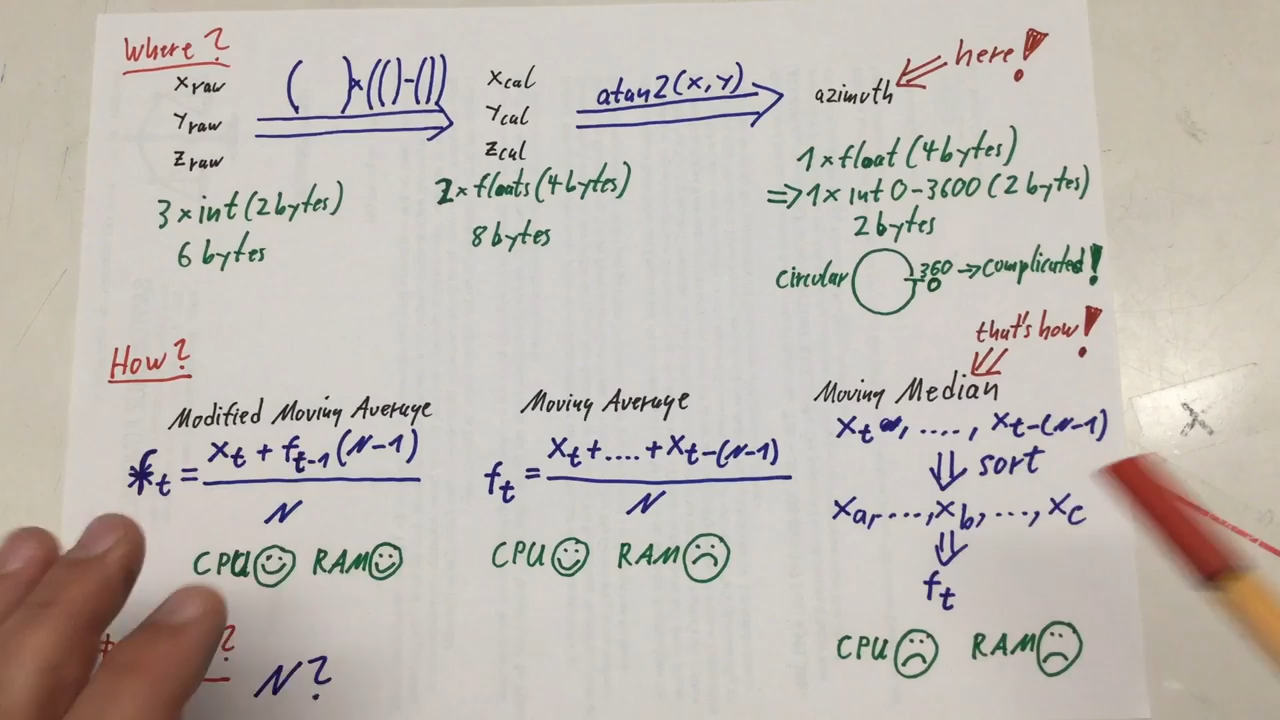 Where?
xraw
Yraw
zraw
( )×(()-())
xcal
Ycal
zcal
atan2(x,y)
azimuth
here!
3×int(2bytes)
6 bytes
2×floats(4bytes)
8 bytes
1×float(4bytes)
=>1×int 0-3600(2bytes)
2bytes
circular
360
0
→complicated!
How?
that's how!
Modified Moving Average
ft = xt + ft-1(N-1)
N
CPU RAM
Moving Average
ft = xt+....+xt-(N-1)
N
CPU RAM
Moving Median
xt, ...., xt-(N-1)
sort
xa,...,xb,...,xc
ft
CPU RAM
?
N?